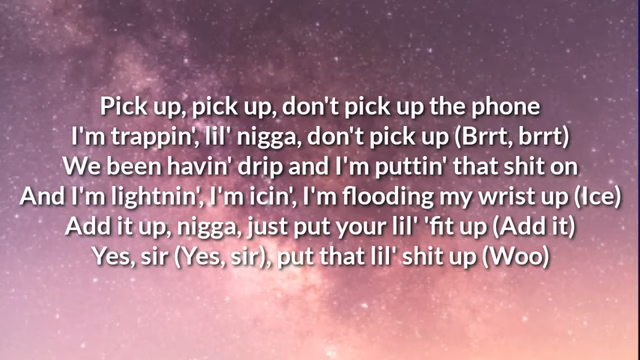 Pick up, pick up, don't pick up the phone
I'm trappin', lil' nigga, don't pick up (Brrt, brrt)
We been havin' drip and I'm puttin' that shit on
And I'm lightnin', I'm icin', I'm flooding my wrist up (Ice)
Add it up, nigga, just put your lil' 'fit up (Add it)
Yes, sir (Yes, sir), put that lil' shit up (Woo)